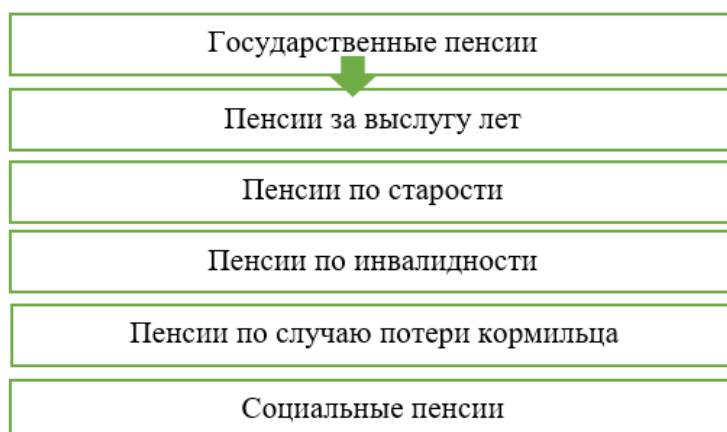 Государственные пенсии
Пенсии за выслугу лет
Пенсии по старости
Пенсии по инвалидности
Пенсии по случаю потери кормильца
Социальные пенсии